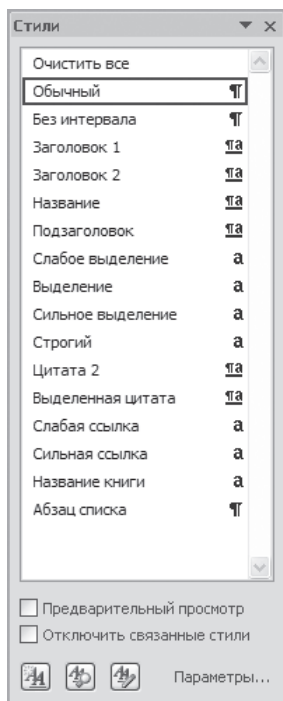 Стили
Очистить все
Обычный ¶
Без интервала ¶
Заголовок 1 ¶a
Заголовок 2 ¶a
Название ¶a
Подзаголовок ¶a
Слабое выделение a
Выделение a
Сильное выделение a
Строгий a
Цитата 2 ¶a
Выделенная цитата ¶a
Слабая ссылка a
Сильная ссылка a
Название книги a
Абзац списка ¶
Предварительный просмотр
Отключить связанные стили
Параметры...